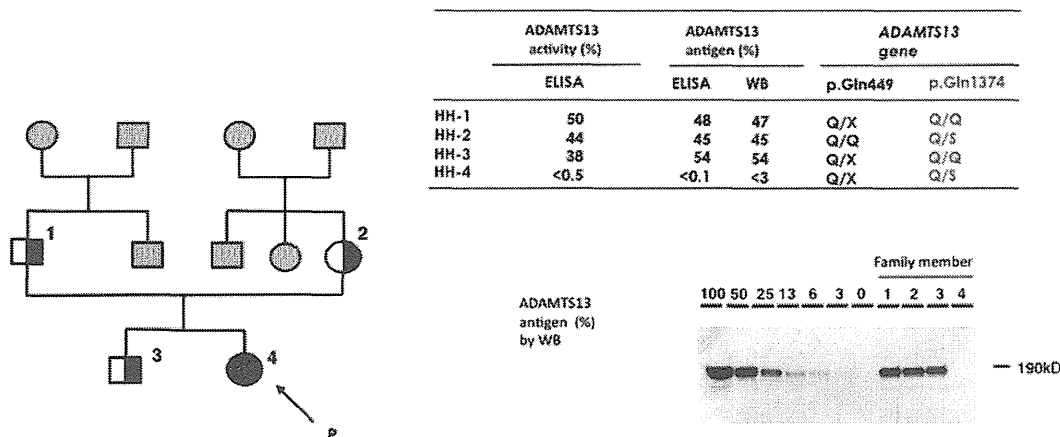 ADAMTS13 activity (%) ADAMTS13 antigen (%) ADAMTS13 gene
ELISA ELISA WB p.Gln449 p.Gln1374
HH-1 50 48 47 Q/X Q/Q
HH-2 44 45 45 Q/Q Q/S
HH-3 38 54 54 Q/X Q/Q
HH-4 <0.5 <0.1 <3 Q/X Q/S
1
2
3
4
P
Family member
ADAMTS13
antigen (%)
by WB
100 50 25 13 6 3 0 1 2 3 4
190kD